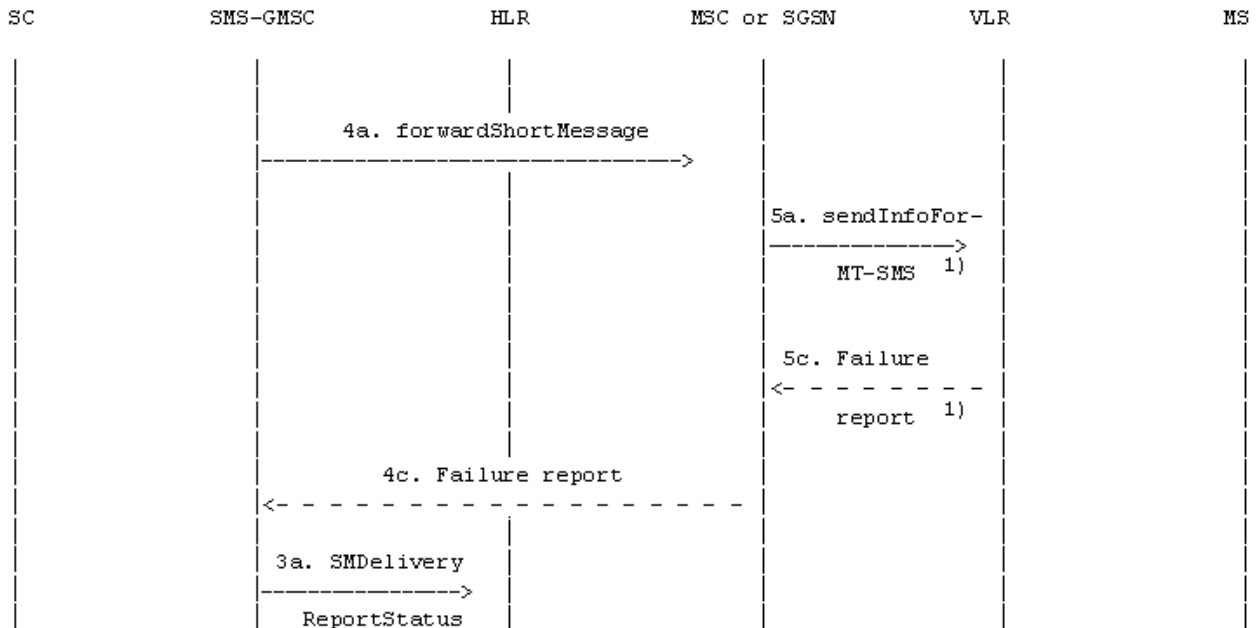 SC SMS-GMSC HLR MSC or SGSN VLR MS
4a. forwardShortMessage
5a. sendInfoFor-
MT-SMS 1)
5c. Failure
report 1)
4c. Failure report
3a. SMDelivery
ReportStatus